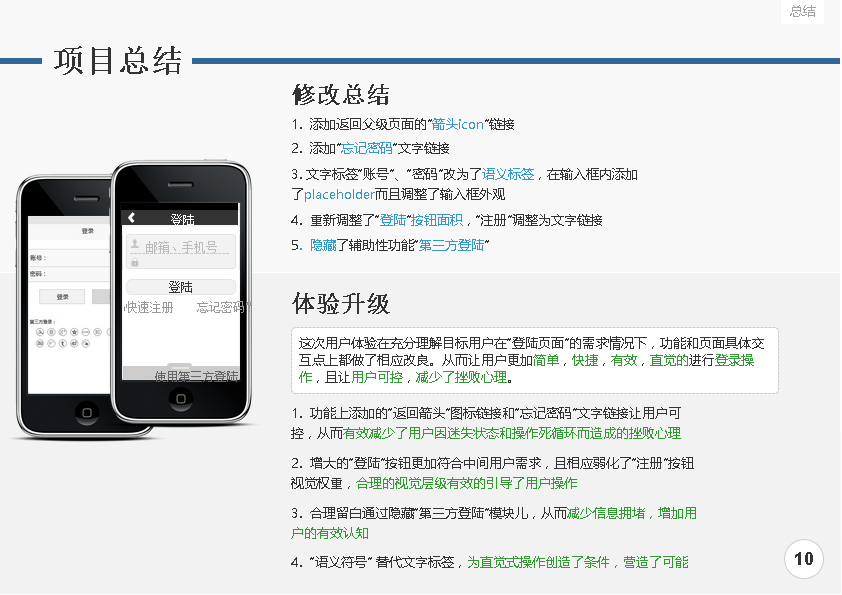 总结
项目总结
修改总结
1. 添加返回父级页面的“箭头icon”链接
2. 添加“忘记密码”文字链接
3. 文字标签“账号”、“密码”改为了语义标签，在输入框内添加
了placeholder而且调整了输入框外观
4. 重新调整了“登陆”按钮面积，“注册”调整为文字链接
5. 隐藏了辅助性功能“第三方登陆”
登录
账号：
密码：
登录
第三方登录：
登陆
邮箱、手机号
登陆
快速注册 忘记密码
使用第三方登陆
体验升级
这次用户体验在充分理解目标用户在“登陆页面”的需求情况下，功能和页面具体交
互点上都做了相应改良。从而让用户更加简单，快捷，有效，直觉的进行登录操
作，且让用户可控，减少了挫败心理。
1. 功能上添加的“返回箭头”图标链接和“忘记密码”文字链接让用户可
控，从而有效减少了用户因迷失状态和操作死循环而造成的挫败心理
2. 增大的“登陆”按钮更加符合中间用户需求，且相应弱化了“注册”按钮
视觉权重，合理的视觉层级有效的引导了用户操作
3. 合理留白通过隐藏“第三方登陆”模块儿，从而减少信息拥堵，增加用
户的有效认知
4. “语义符号” 替代文字标签，为直觉式操作创造了条件，营造了可能
10